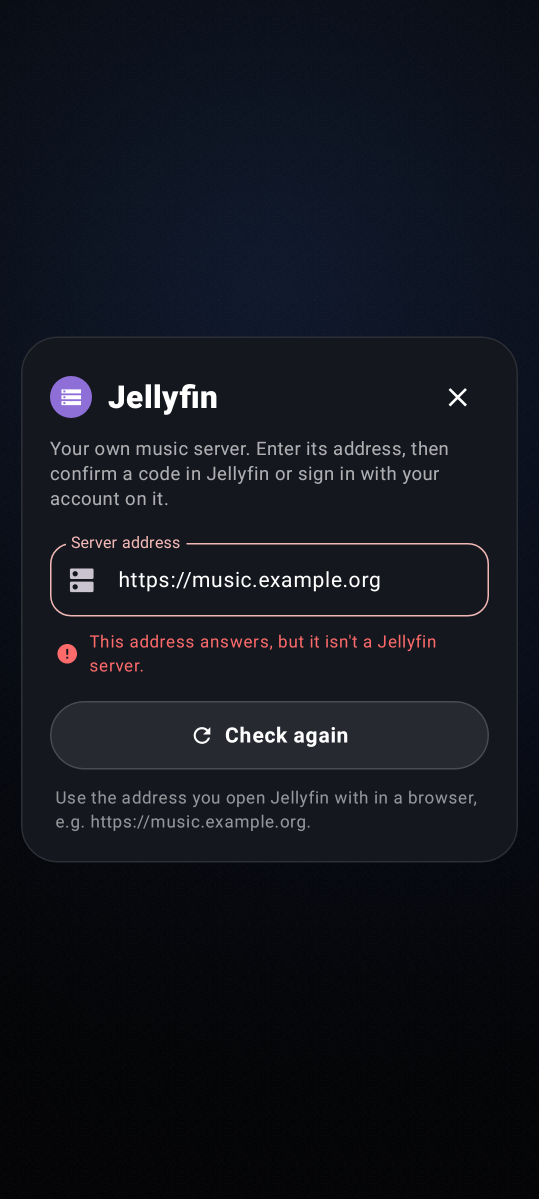 Jellyfin
Your own music server. Enter its address, then
confirm a code in Jellyfin or sign in with your
account on it.
Server address
https://music.example.org
This address answers, but it isn't a Jellyfin
server.
Check again
Use the address you open Jellyfin with in a browser,
e.g. https://music.example.org.